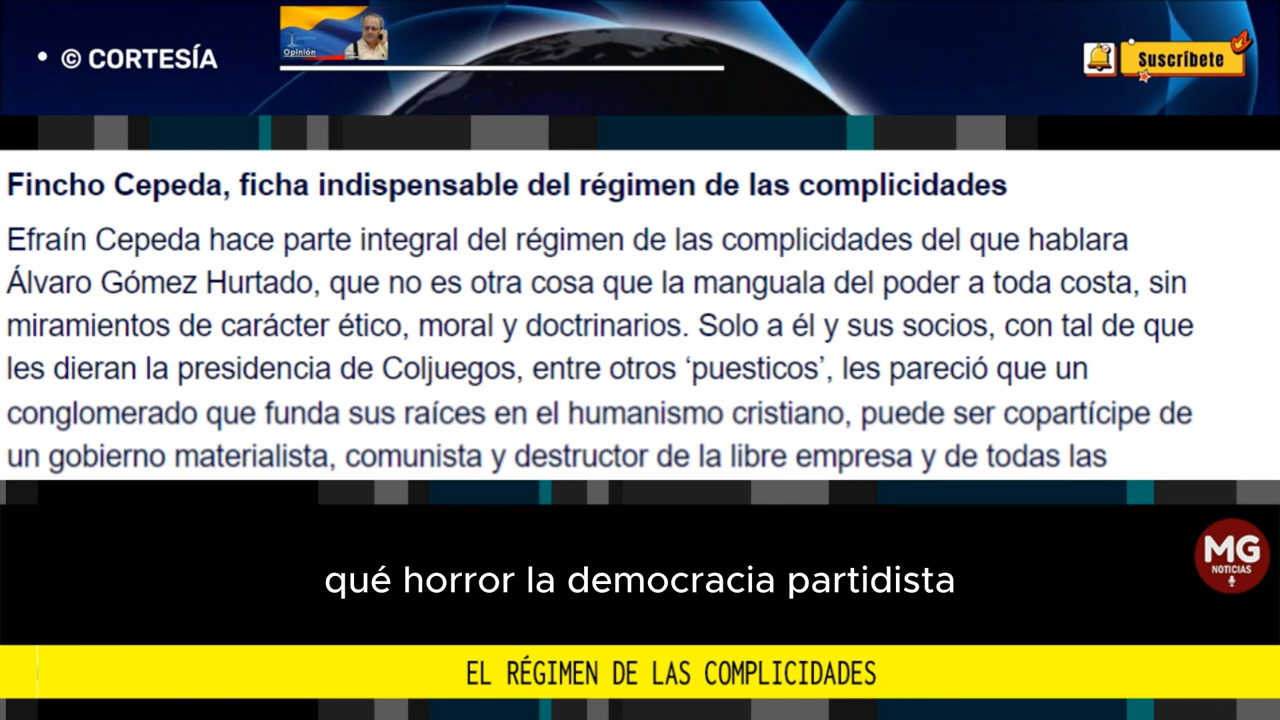 • © CORTESÍA
Opinión
Suscríbete
Fincho Cepeda, ficha indispensable del régimen de las complicidades
Efraín Cepeda hace parte integral del régimen de las complicidades del que hablara
Álvaro Gómez Hurtado, que no es otra cosa que la manguala del poder a toda costa, sin
miramientos de carácter ético, moral y doctrinarios. Solo a él y sus socios, con tal de que
les dieran la presidencia de Coljuegos, entre otros ‘puesticos’, les pareció que un
conglomerado que funda sus raíces en el humanismo cristiano, puede ser copartícipe de
un gobierno materialista, comunista y destructor de la libre empresa y de todas las
MG
NOTICIAS
qué horror la democracia partidista
EL RÉGIMEN DE LAS COMPLICIDADES